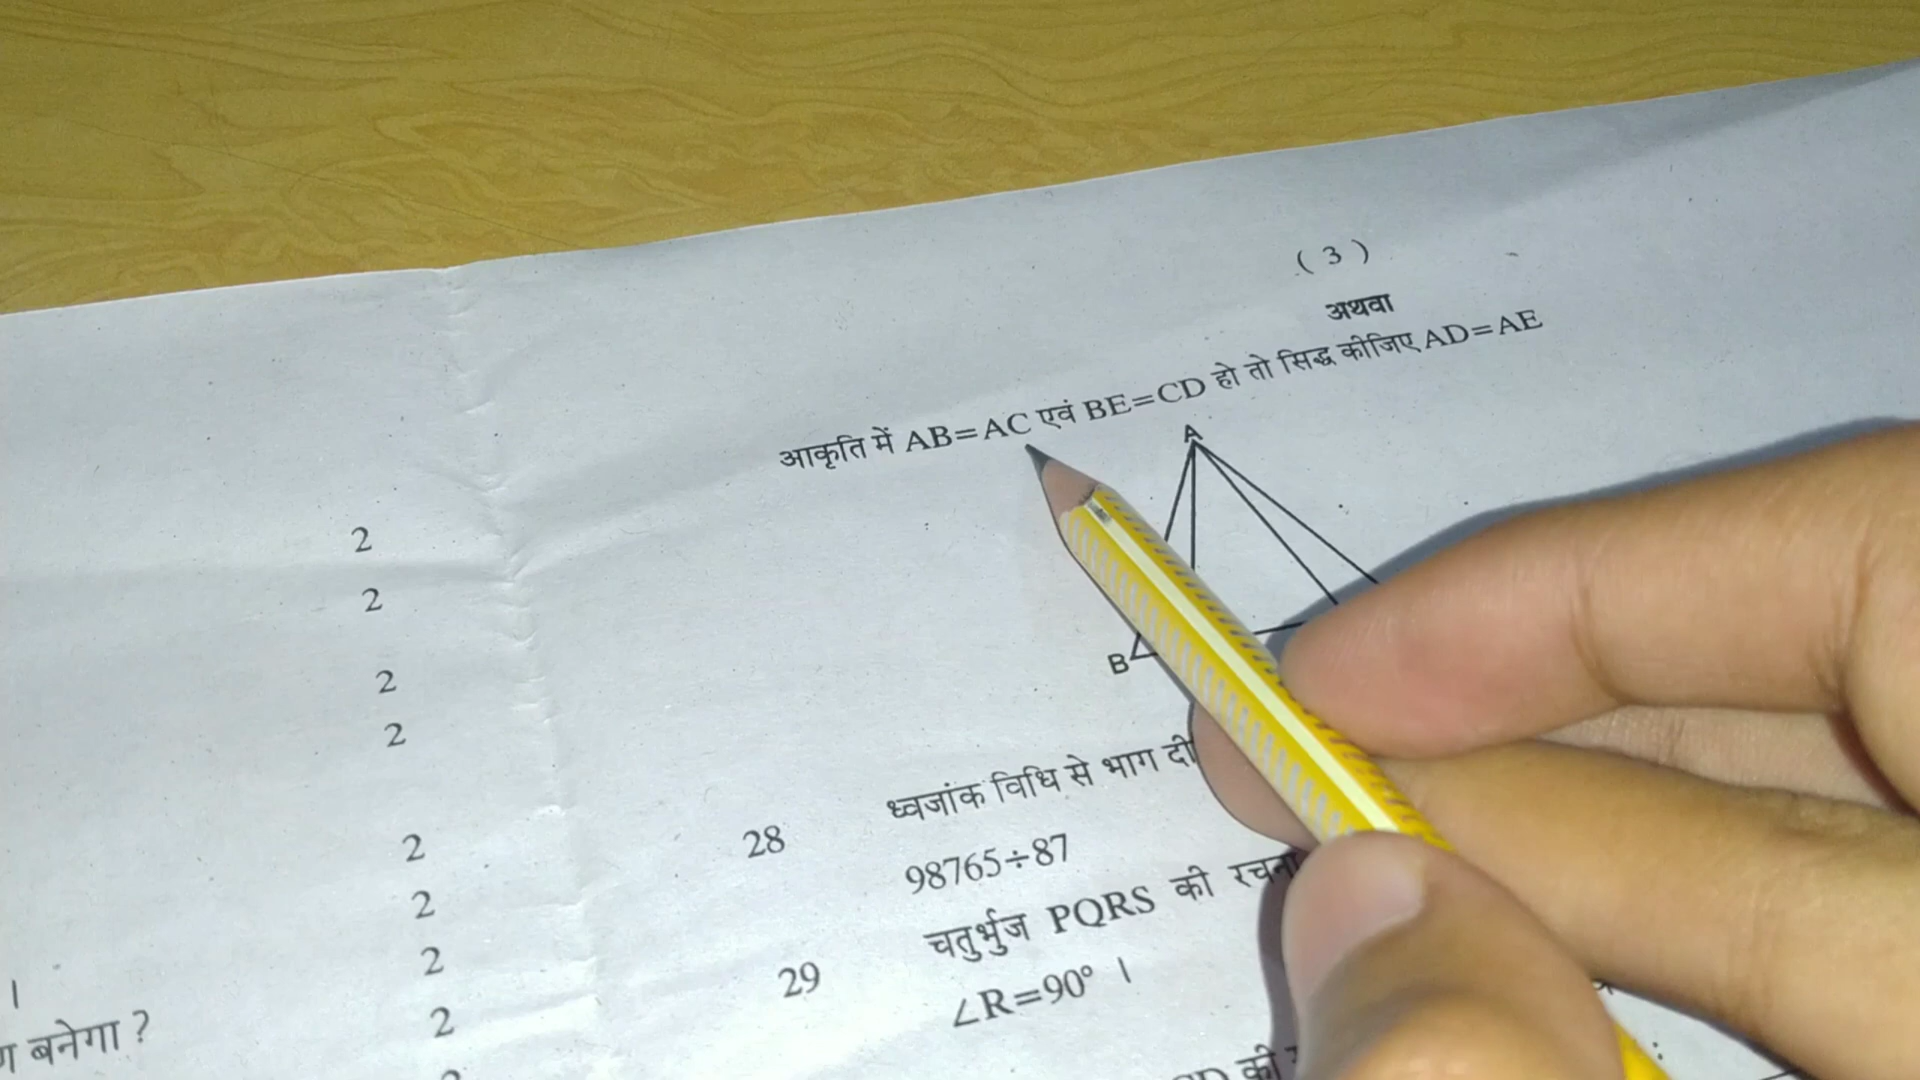 ( 3 )
अथवा
आकृति में AB=AC एवं BE=CD हो तो सिद्ध कीजिए AD=AE
A
B
2
2
2
2
2
2
2
2
28 ध्वजांक विधि से भाग
98765÷87
29 चतुर्भुज PQRS की
∠R=90° ।
।
बनेगा ?
की